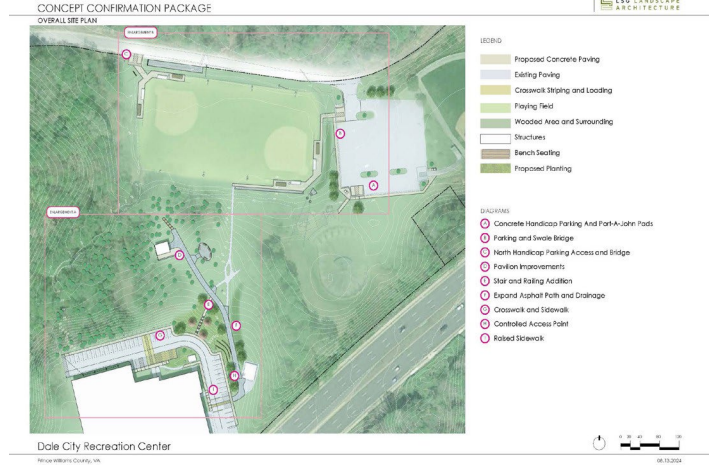 CONCEPT CONFIRMATION PACKAGE
OVERALL SITE PLAN
LSG LANDSCAPE
ARCHITECTURE
LEGEND
Proposed Concrete Paving
Existing Paving
Crosswalk Striping and Loading
Playing Field
Wooded Area and Surrounding
Structures
Bench Seating
Proposed Planting
DIAGRAMS
A Concrete Handicap Parking And Port-A-John Pads
B Parking and Swale Bridge
C North Handicap Parking Access and Bridge
D Pavilion Improvements
E Stair and Railing Addition
F Expand Asphalt Path and Drainage
G Crosswalk and Sidewalk
H Controlled Access Point
I Raised Sidewalk
C
B
A
D
E
F
G
H
I
Dale City Recreation Center
Prince Williams County, VA
08.13.2024